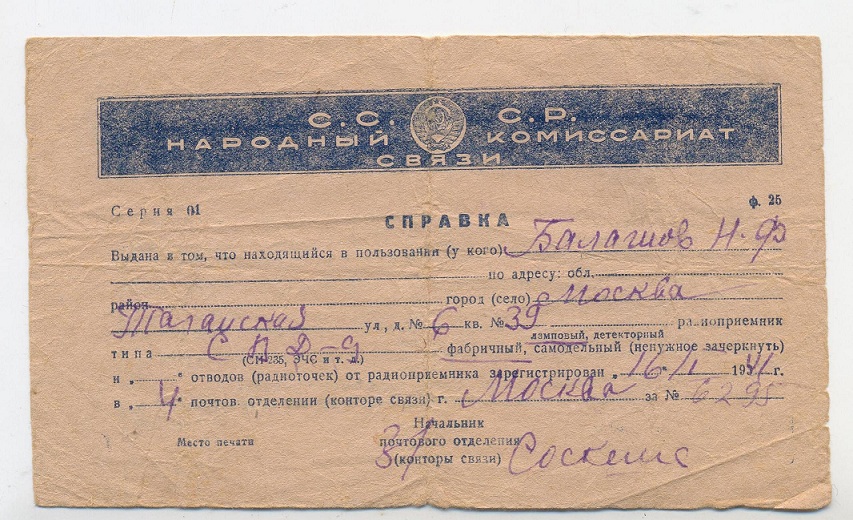 С.С. С.Р.
НАРОДНЫЙ КОМИССАРИАТ
СВЯЗИ
Серия 01 ф. 25
СПРАВКА
Выдана в том, что находящийся в пользовании (у кого) Балашов Н.Ф
по адресу: обл.
район город (село) Москва
ул., д. № 6 кв. № 39 радиоприемник
ламповый, детекторный
типа фабричный, самодельный (ненужное зачеркнуть)
(СИ-235, ЭЧС и т. д.)
и „ " отводов (радиоточек) от радиоприемника зарегистрирован „16" II 1941 г.
в „ 4 " почтов. отделении (конторе связи) г. Москва за № 6295
Начальник
Место печати почтового отделения
(конторы связи)